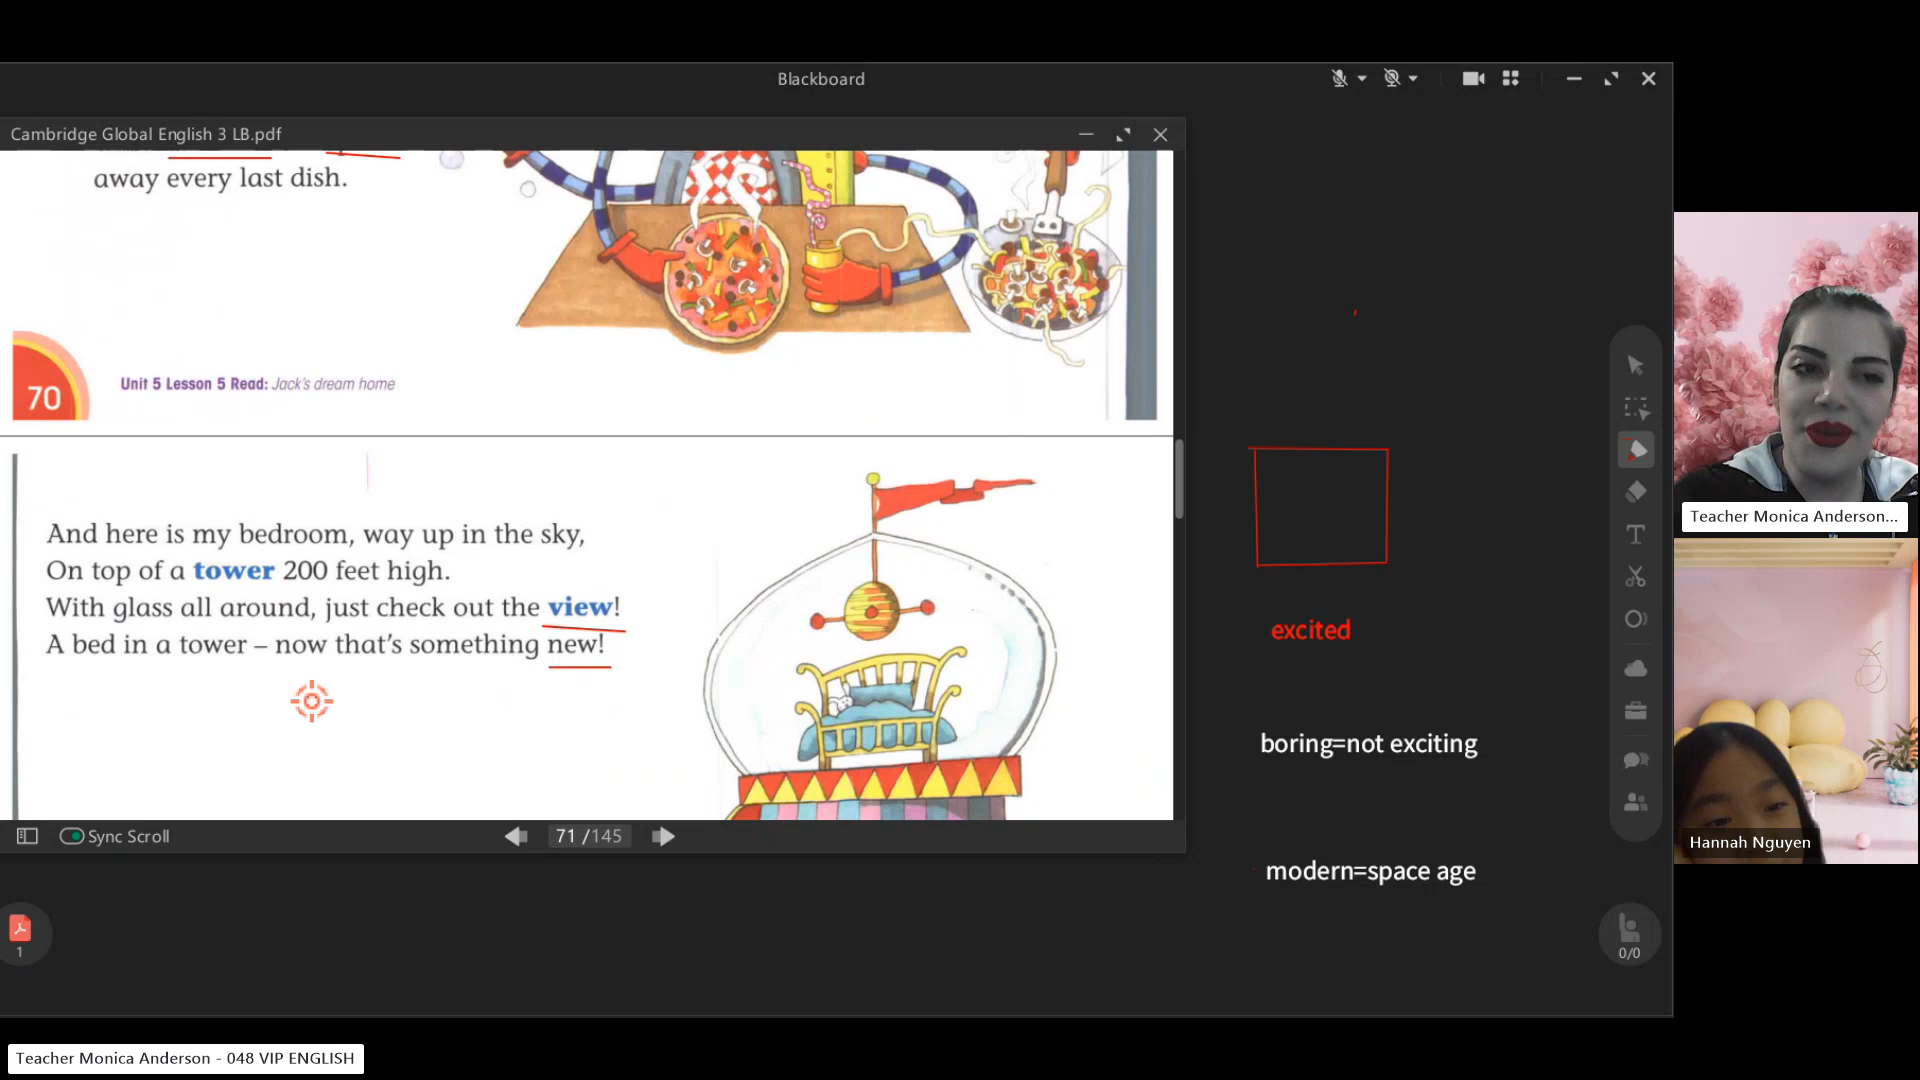 Blackboard
Cambridge Global English 3 LB.pdf
away every last dish.
70
Unit 5 Lesson 5 Read: Jack's dream home
And here is my bedroom, way up in the sky,
On top of a tower 200 feet high.
With glass all around, just check out the view!
A bed in a tower – now that's something new!
Sync Scroll
71 /145
1
excited
boring=not exciting
modern=space age
0/0
Teacher Monica Anderson...
Hannah Nguyen
Teacher Monica Anderson - 048 VIP ENGLISH